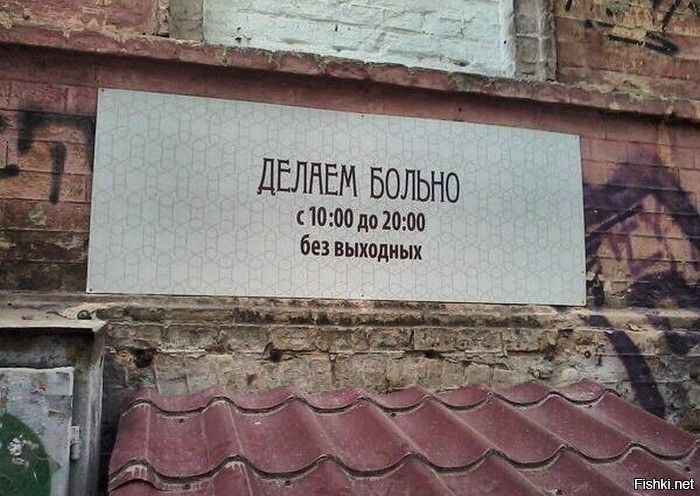 ДЕЛАЕМ БОЛЬНО
с 10:00 до 20:00
без выходных
Fishki.net